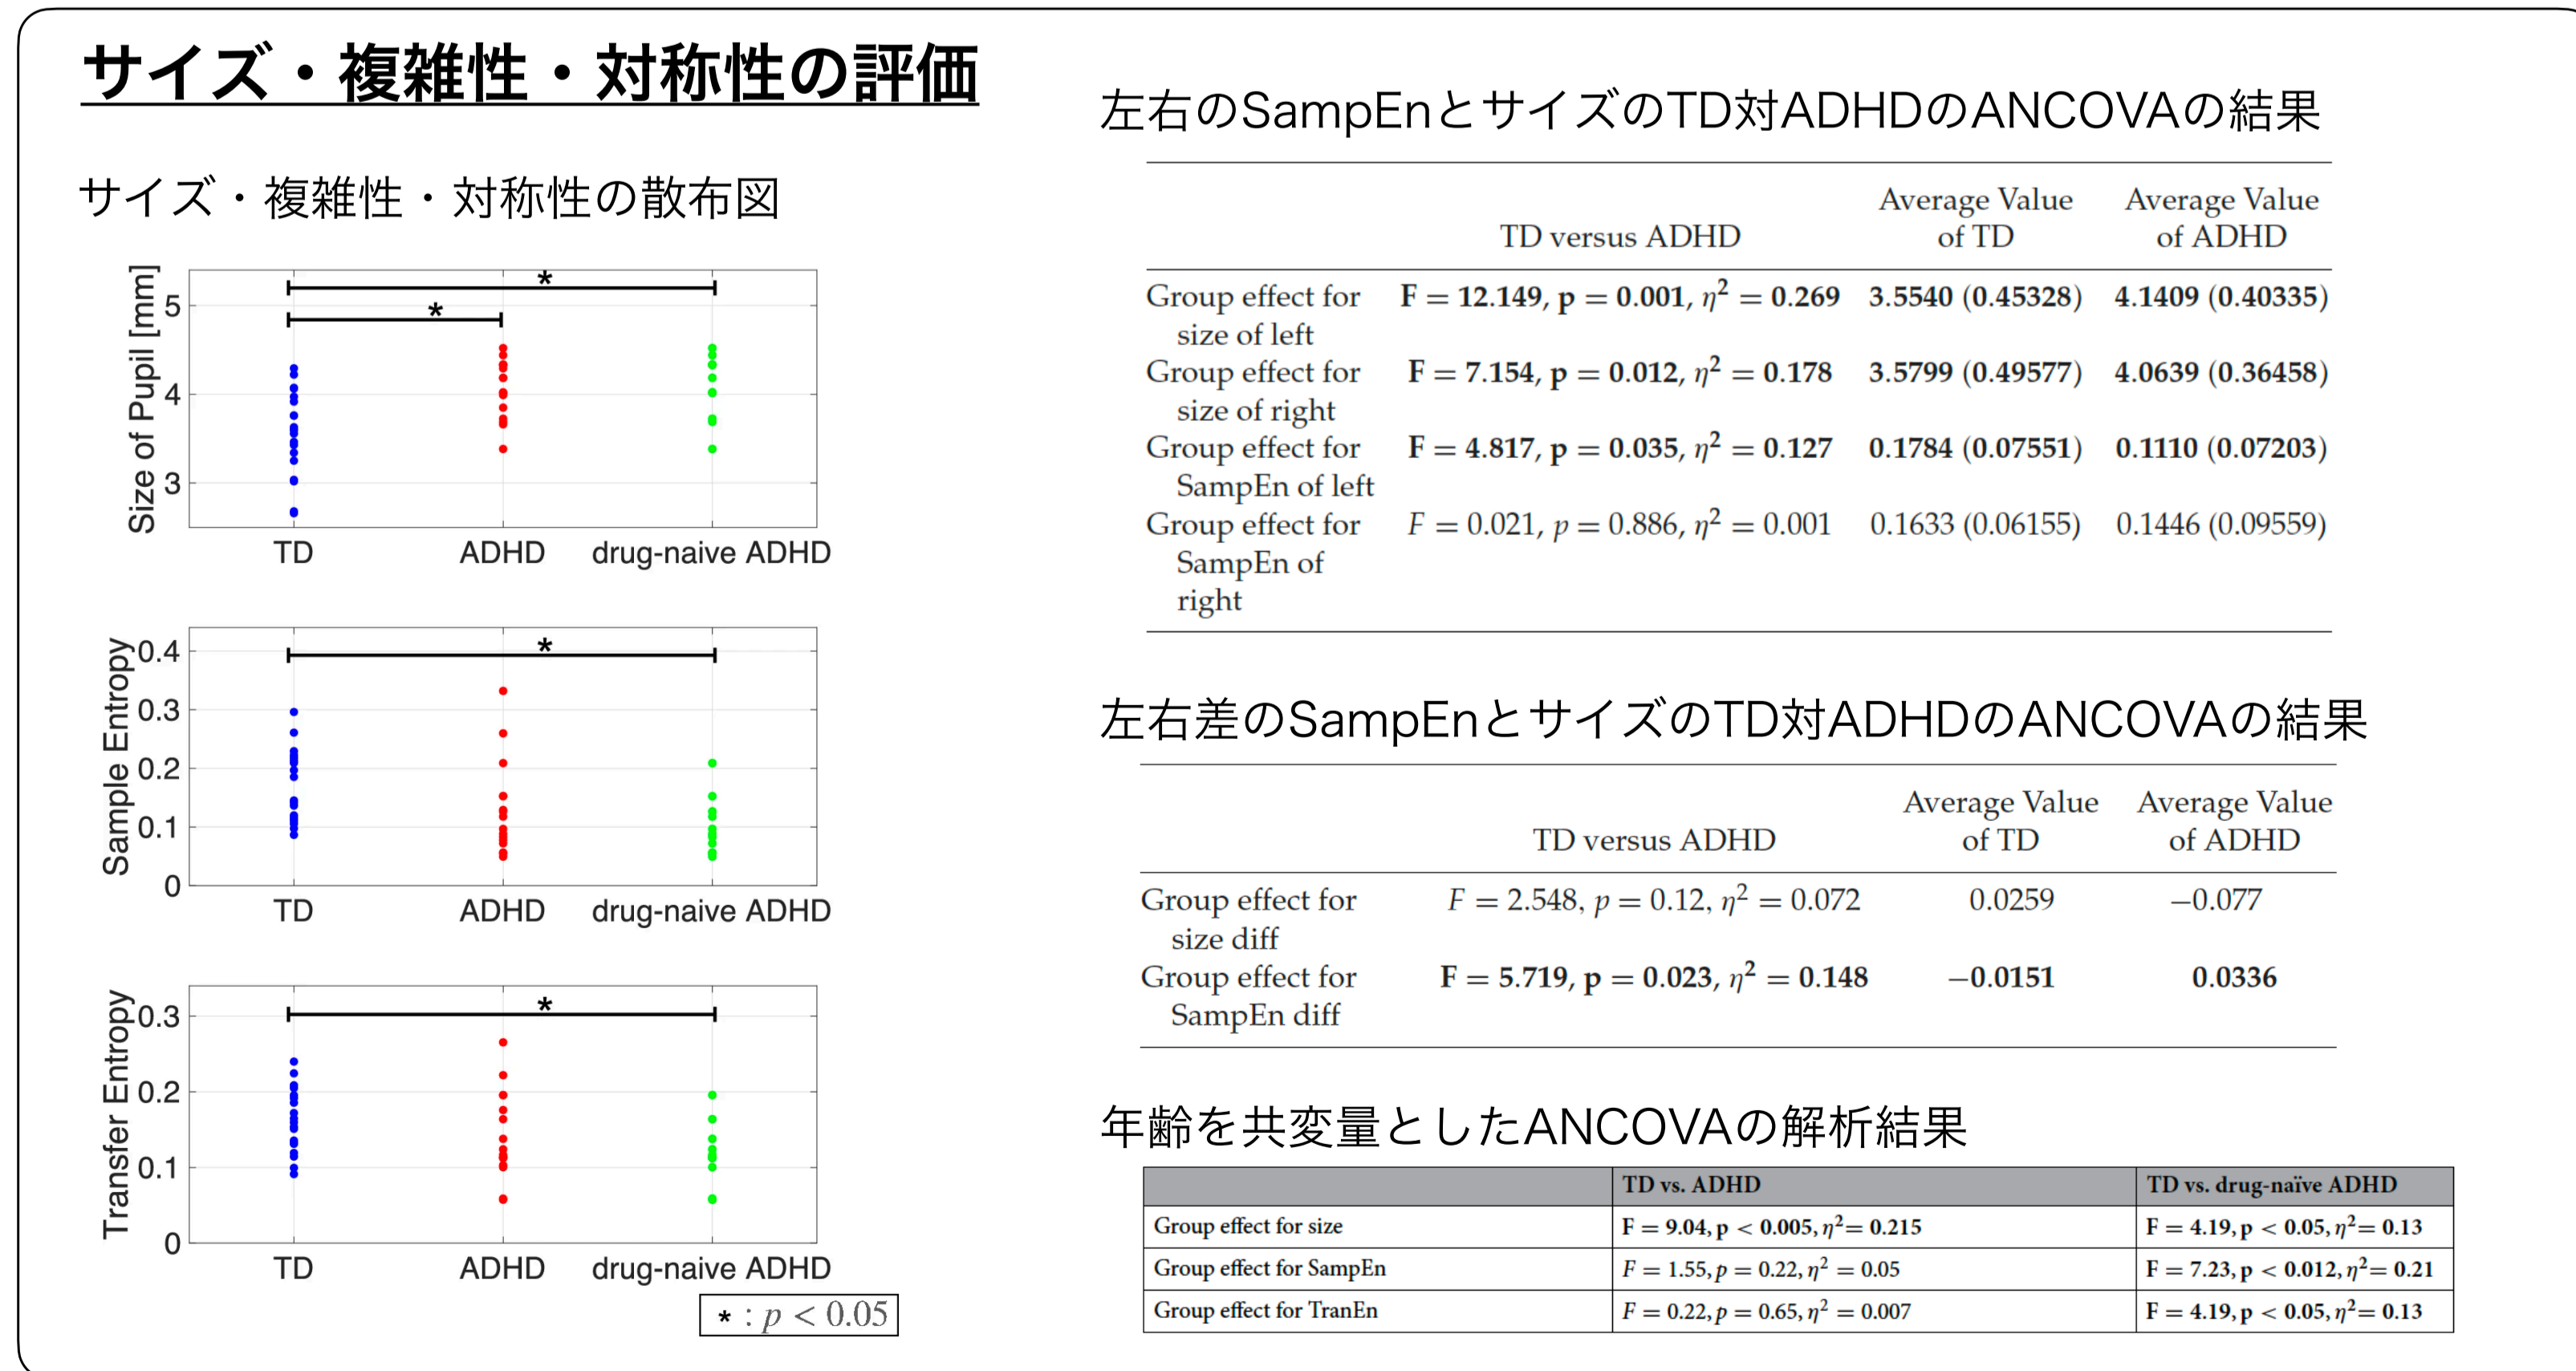 サイズ・複雑性・対称性の評価
サイズ・複雑性・対称性の散布図
Size of Pupil [mm]
5
4
3
*
*
TD ADHD drug-naive ADHD
Sample Entropy
0.4
0.3
0.2
0.1
0
*
TD ADHD drug-naive ADHD
Transfer Entropy
0.3
0.2
0.1
0
*
TD ADHD drug-naive ADHD
* : p < 0.05
左右のSampEnとサイズのTD対ADHDのANCOVAの結果
Average Value Average Value
TD versus ADHD of TD of ADHD
Group effect for F = 12.149, p = 0.001, η² = 0.269 3.5540 (0.45328) 4.1409 (0.40335)
size of left
Group effect for F = 7.154, p = 0.012, η² = 0.178 3.5799 (0.49577) 4.0639 (0.36458)
size of right
Group effect for F = 4.817, p = 0.035, η² = 0.127 0.1784 (0.07551) 0.1110 (0.07203)
SampEn of left
Group effect for F = 0.021, p = 0.886, η² = 0.001 0.1633 (0.06155) 0.1446 (0.09559)
SampEn of
right
左右差のSampEnとサイズのTD対ADHDのANCOVAの結果
Average Value Average Value
TD versus ADHD of TD of ADHD
Group effect for F = 2.548, p = 0.12, η² = 0.072 0.0259 −0.077
size diff
Group effect for F = 5.719, p = 0.023, η² = 0.148 −0.0151 0.0336
SampEn diff
年齢を共変量としたANCOVAの解析結果
TD vs. ADHD TD vs. drug-naïve ADHD
Group effect for size F = 9.04, p < 0.005, η²= 0.215 F = 4.19, p < 0.05, η²= 0.13
Group effect for SampEn F = 1.55, p = 0.22, η² = 0.05 F = 7.23, p < 0.012, η²= 0.21
Group effect for TranEn F = 0.22, p = 0.65, η² = 0.007 F = 4.19, p < 0.05, η²= 0.13